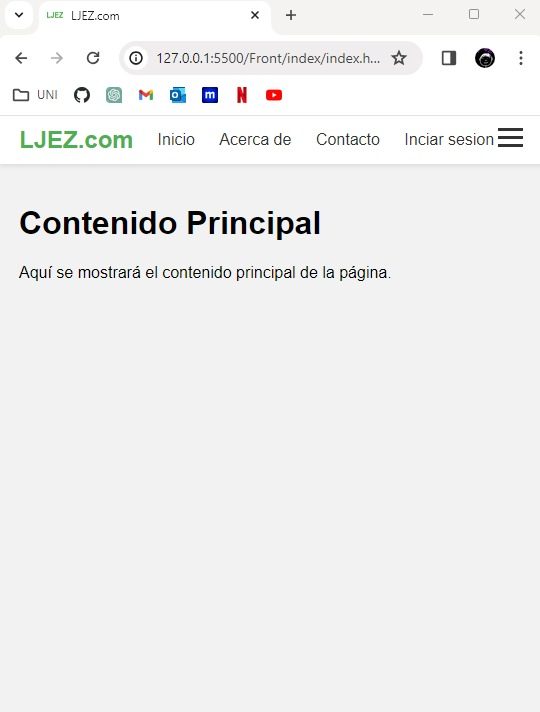 LJEZ LJEZ.com
127.0.0.1:5500/Front/index/index.h...
UNI
LJEZ.com Inicio Acerca de Contacto Inciar sesion
Contenido Principal
Aquí se mostrará el contenido principal de la página.